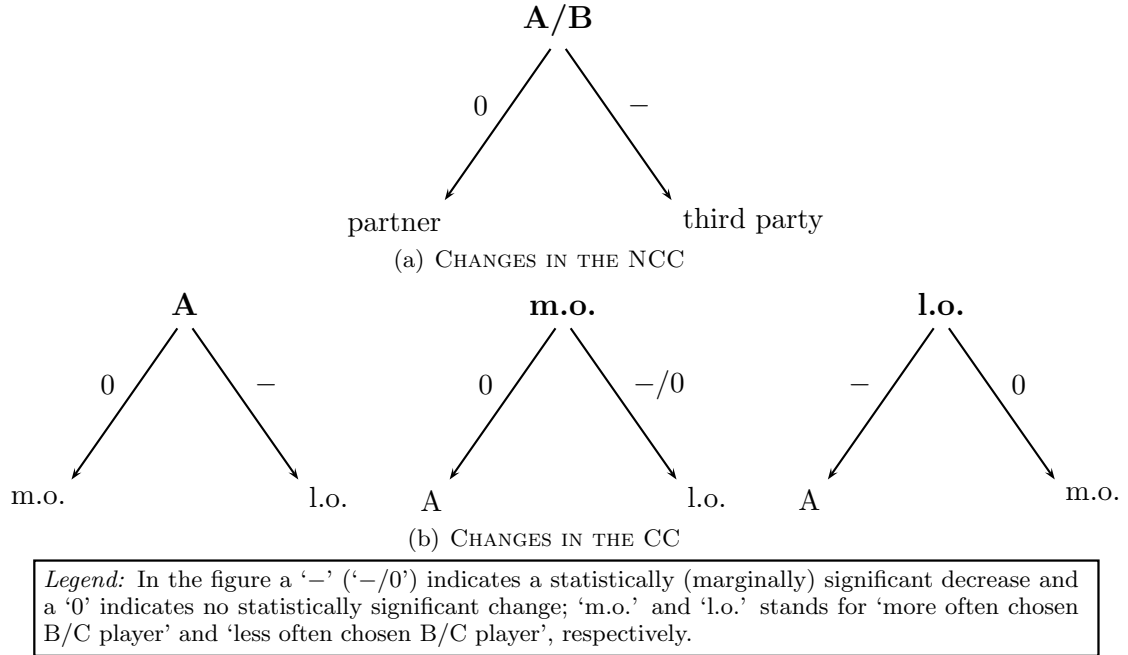 A/B
0 −
partner third party
(a) CHANGES IN THE NCC
A m.o. l.o.
0 − 0 −/0 − 0
m.o. l.o. A l.o. A m.o.
(b) CHANGES IN THE CC
Legend: In the figure a ‘−’ (‘−/0’) indicates a statistically (marginally) significant decrease and
a ‘0’ indicates no statistically significant change; ‘m.o.’ and ‘l.o.’ stands for ‘more often chosen
B/C player’ and ‘less often chosen B/C player’, respectively.